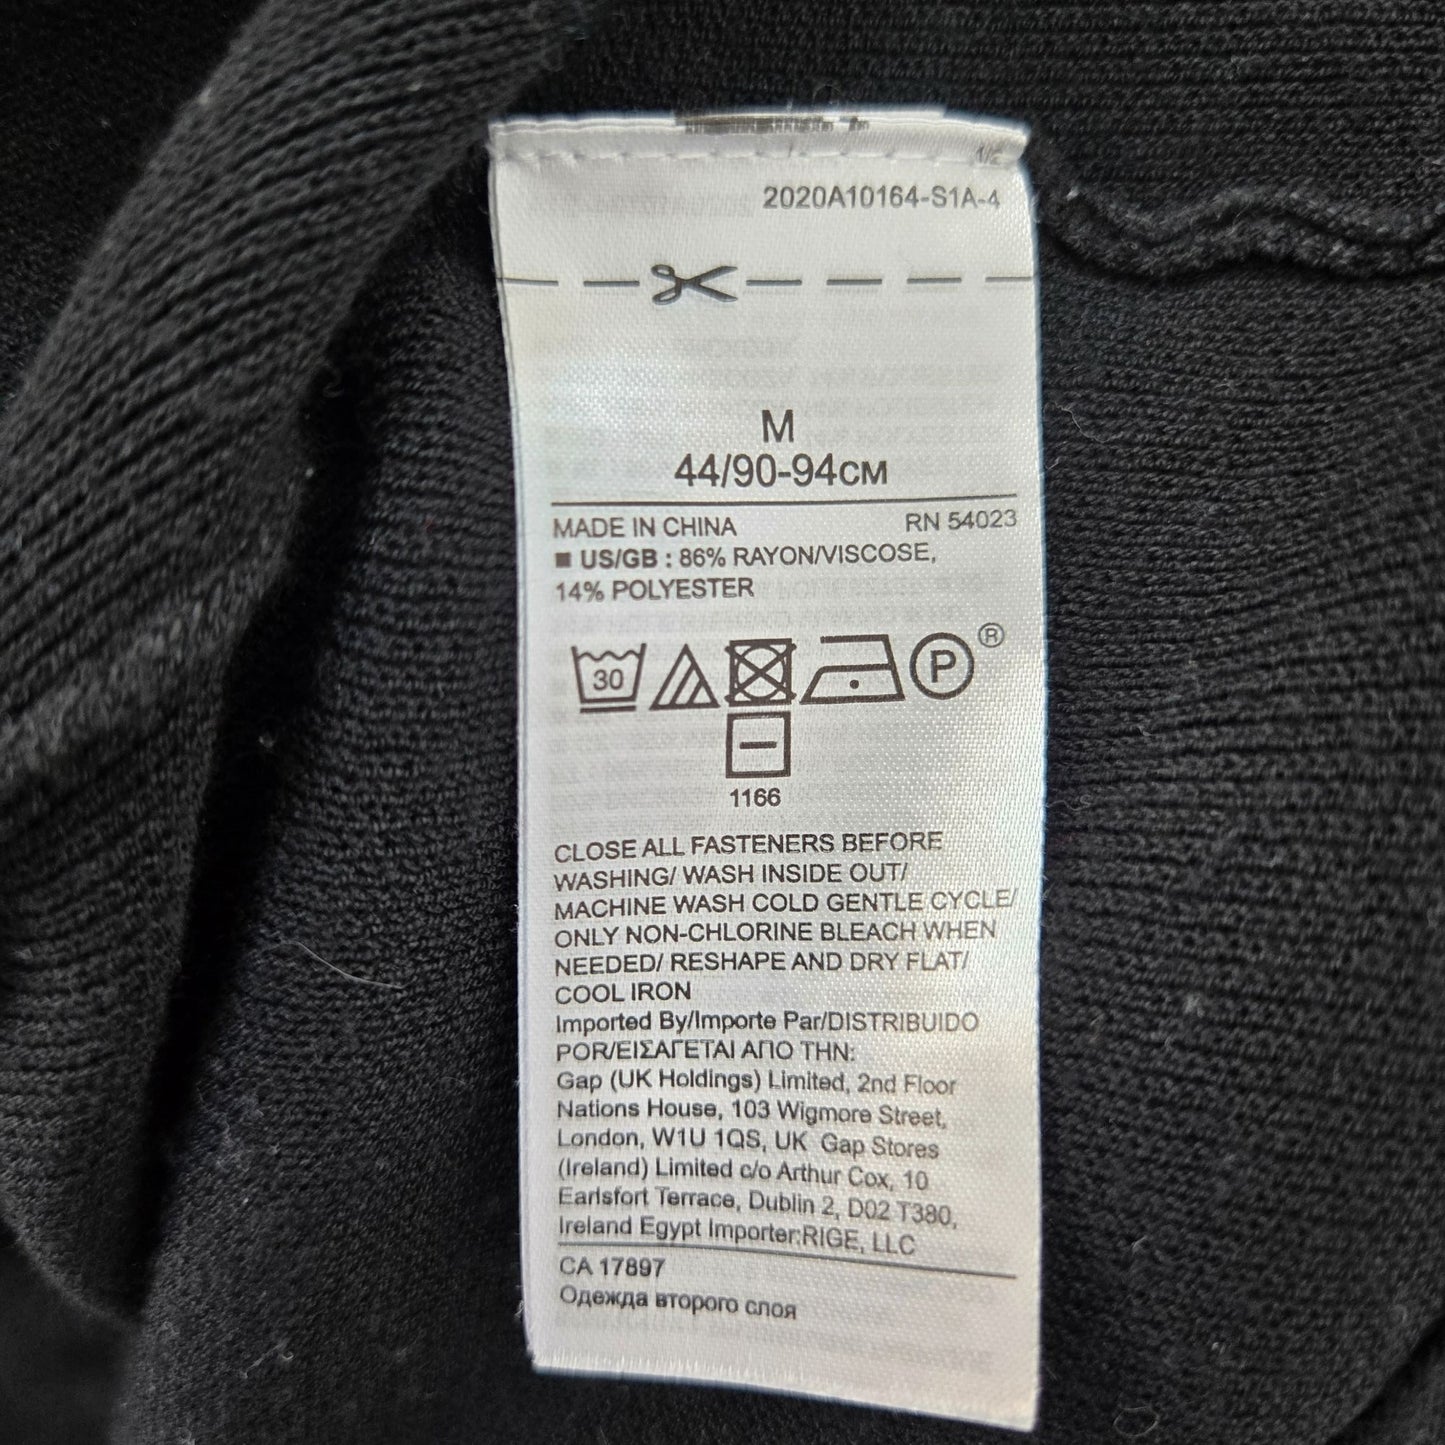 1/2
2020A10164-S1A-4
M
44/90-94CM
MADE IN CHINA RN 54023
■ US/GB : 86% RAYON/VISCOSE,
14% POLYESTER
30 P ®
1166
CLOSE ALL FASTENERS BEFORE
WASHING/ WASH INSIDE OUT/
MACHINE WASH COLD GENTLE CYCLE/
ONLY NON-CHLORINE BLEACH WHEN
NEEDED/ RESHAPE AND DRY FLAT/
COOL IRON
Imported By/Importe Par/DISTRIBUIDO
POR/ΕΙΣΑΓΕΤΑΙ ΑΠΟ ΤΗΝ:
Gap (UK Holdings) Limited, 2nd Floor
Nations House, 103 Wigmore Street,
London, W1U 1QS, UK Gap Stores
(Ireland) Limited c/o Arthur Cox, 10
Earlsfort Terrace, Dublin 2, D02 T380,
Ireland Egypt Importer:RIGE, LLC
CA 17897
Одежда второго слоя